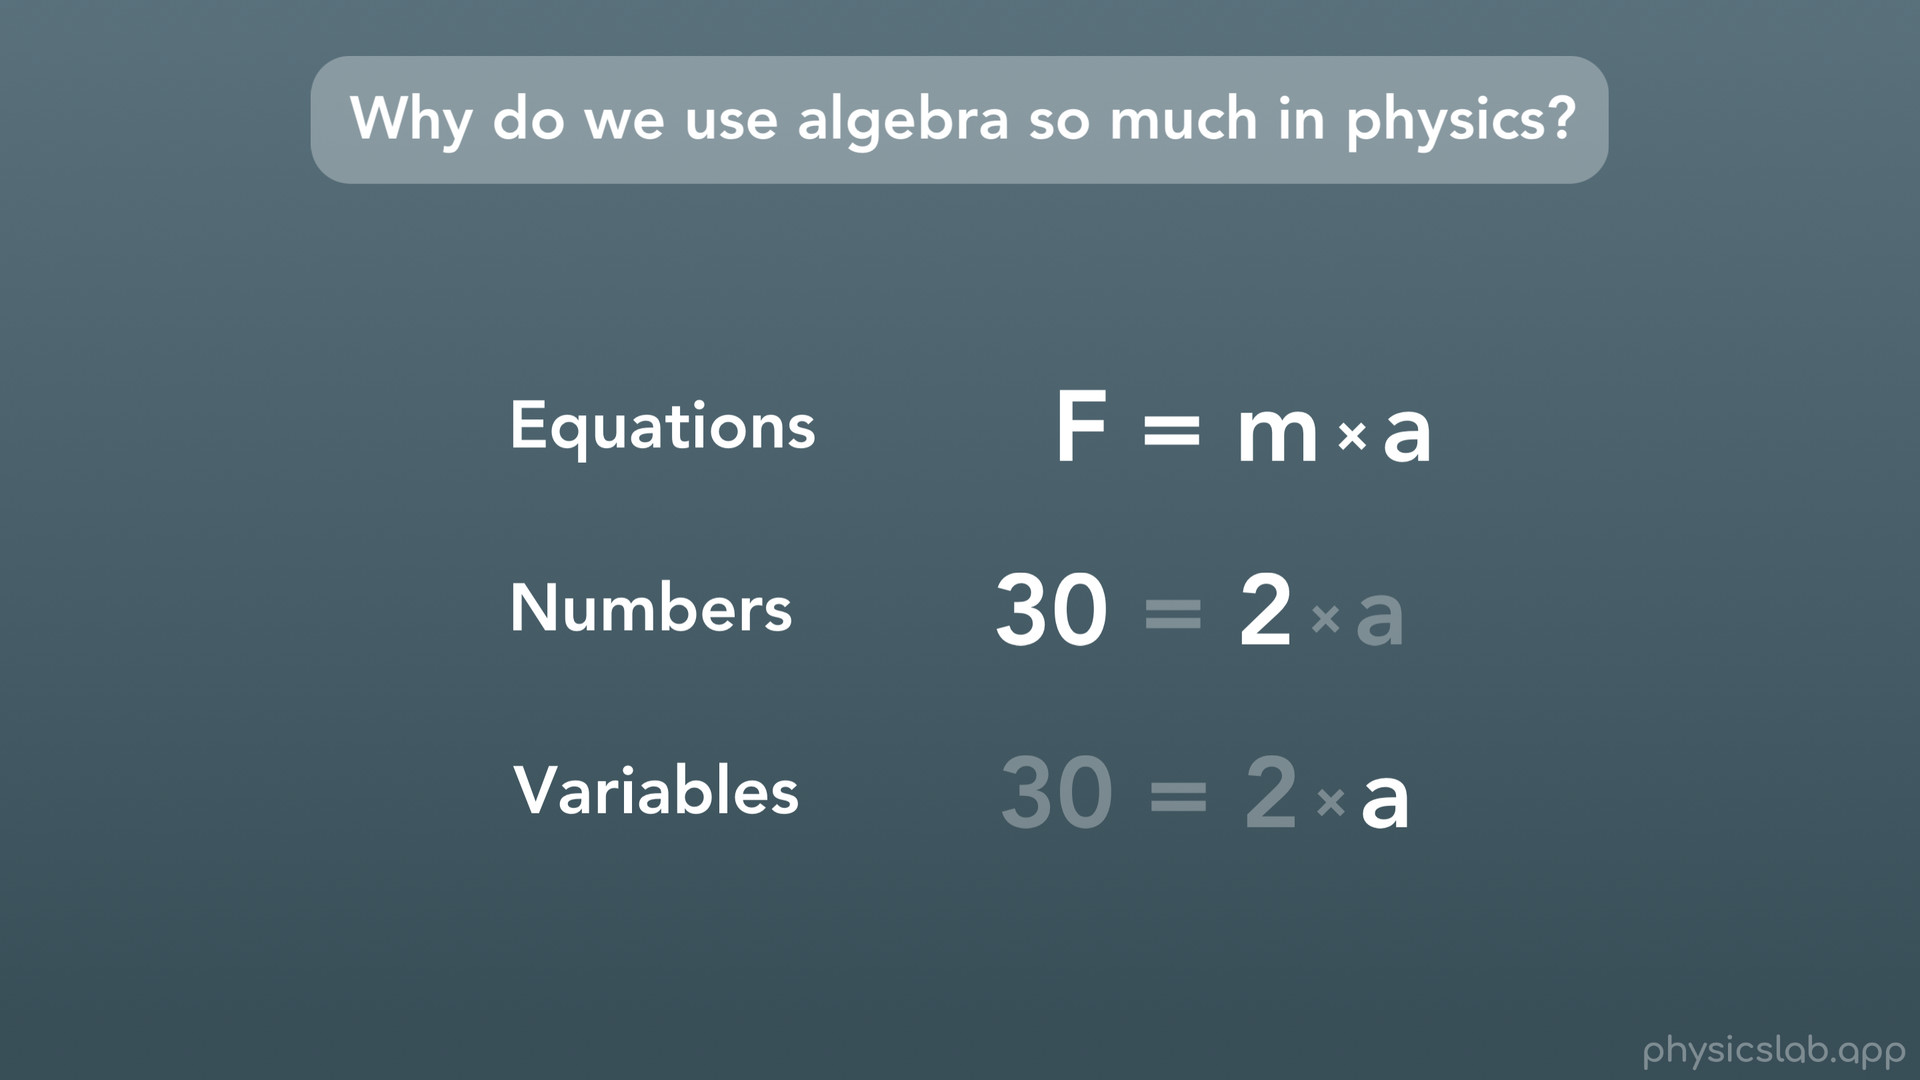 Why do we use algebra so much in physics?
Equations F = m × a
Numbers 30 = 2 × a
Variables 30 = 2 × a
physicslab.app